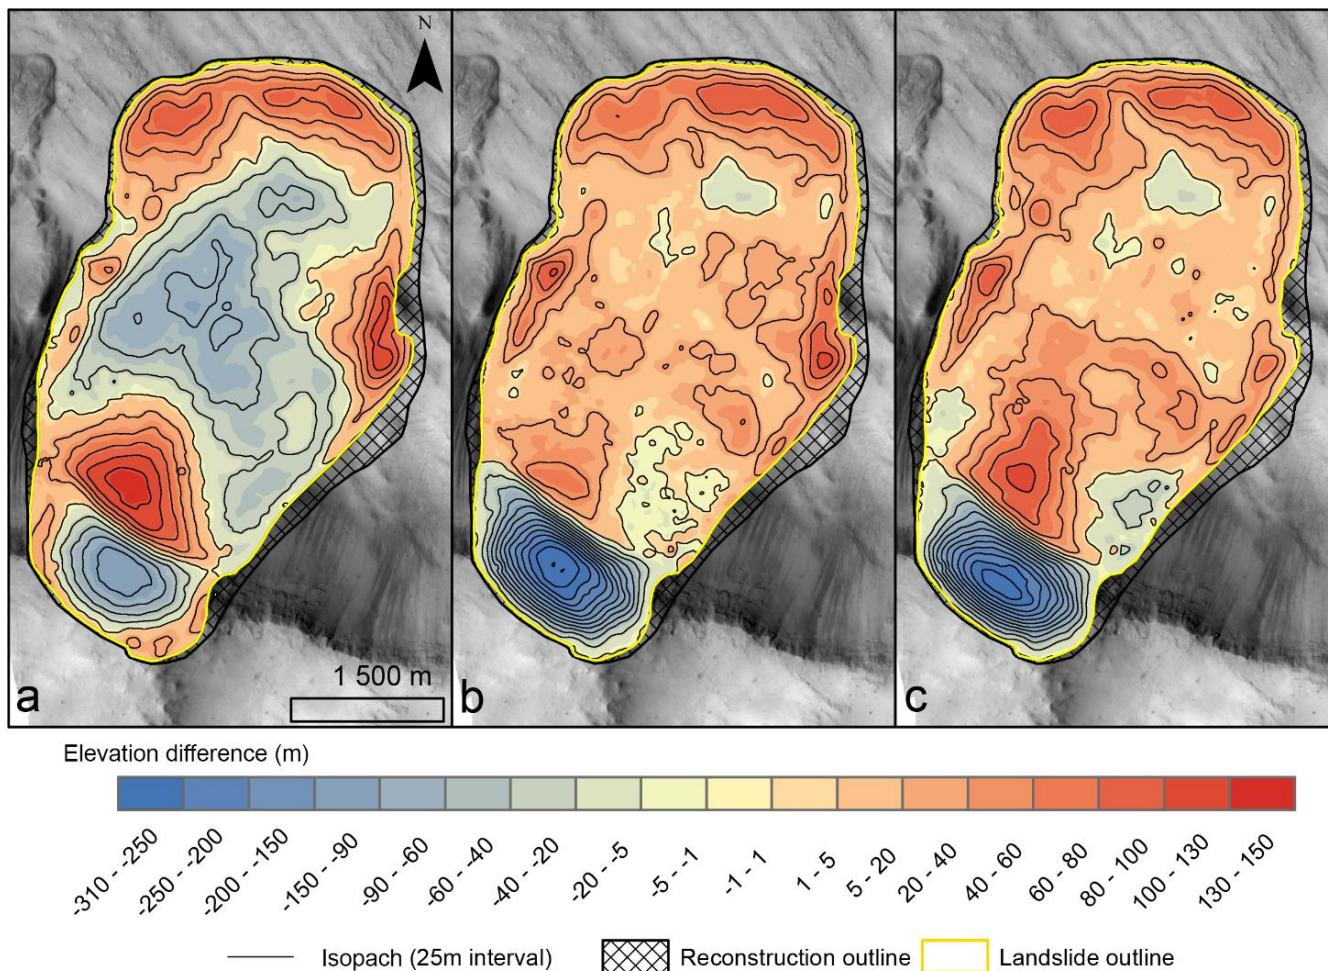 N
a
1 500 m
b
c
Elevation difference (m)
-310 - -250
-250 - -200
-200 - -150
-150 - -90
-90 - -60
-60 - -40
-40 - -20
-20 - -5
-5 - -1
-1 - 1
1 - 5
5 - 20
20 - 40
40 - 60
60 - 80
80 - 100
100 - 130
130 - 150
Isopach (25m interval) Reconstruction outline Landslide outline